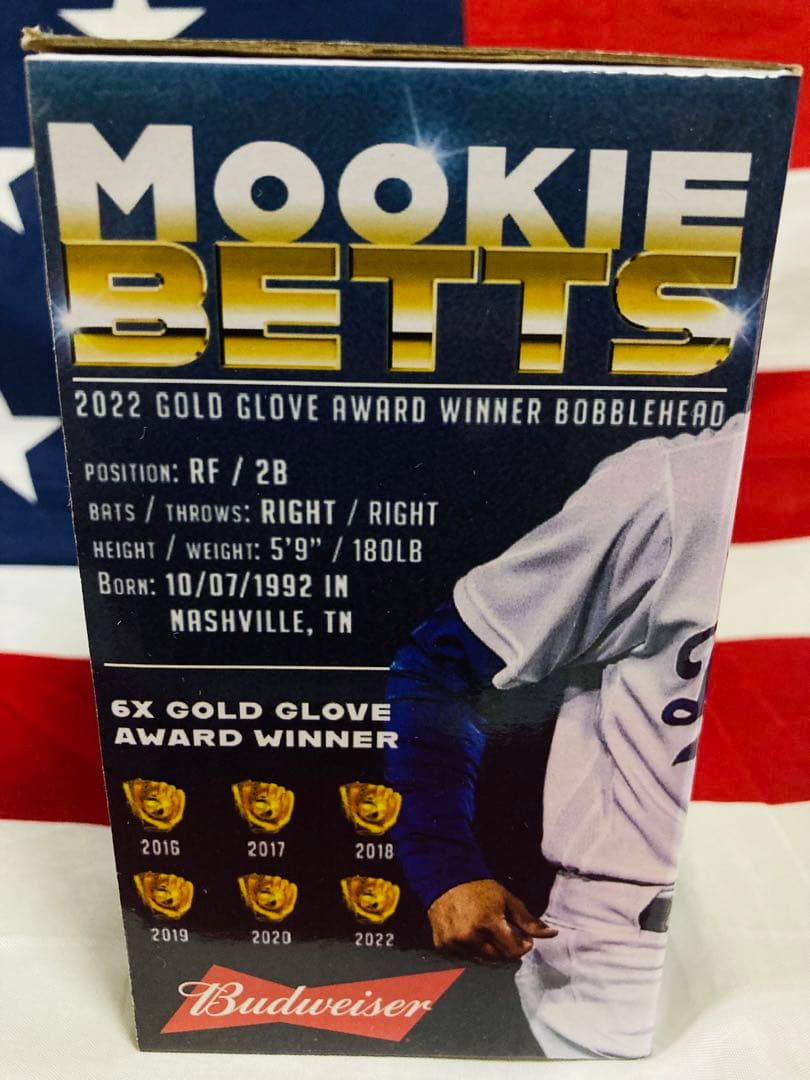 MOOKIE
BETTS
2022 GOLD GLOVE AWARD WINNER BOBBLEHEAD
POSITION: RF / 2B
BATS / THROWS: RIGHT / RIGHT
HEIGHT / WEIGHT: 5'9" / 180LB
BORN: 10/07/1992 IN
NASHVILLE, TN
6X GOLD GLOVE
AWARD WINNER
2016 2017 2018
2019 2020 2022
Budweiser